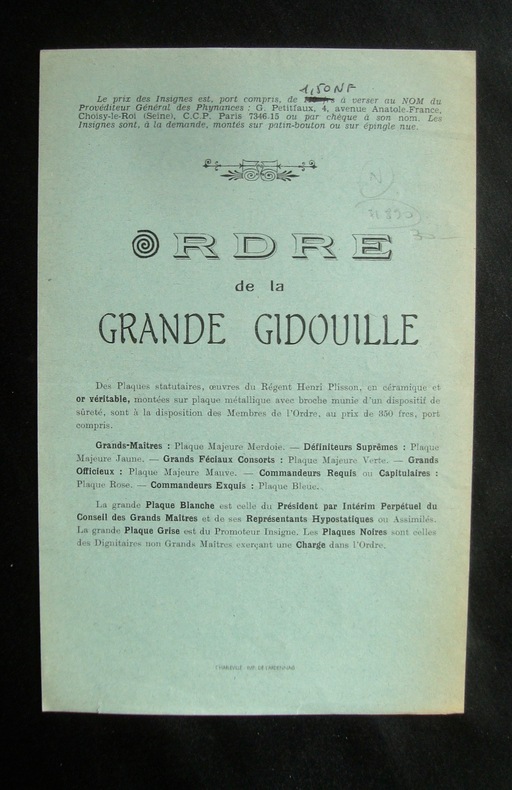 1,50 NF
Le prix des Insignes est, port compris, de à verser au NOM du
Provéditeur Général des Phynances : G. Petitfaux, 4, avenue Anatole-France,
Choisy-le-Roi (Seine), C.C.P. Paris 7346-15 ou par chèque à son nom. Les
Insignes sont, à la demande, montés sur patin-bouton ou sur épingle nue.
N
ORDRE
de la
GRANDE GIDOUILLE
Des Plaques statutaires, œuvres du Régent Henri Plisson, en céramique et
or véritable, montées sur plaque métallique avec broche munie d'un dispositif de
sûreté, sont à la disposition des Membres de l'Ordre, au prix de 350 frcs, port
compris.
Grands-Maîtres : Plaque Majeure Merdoie. — Définiteurs Suprêmes : Plaque
Majeure Jaune. — Grands Féciaux Consorts : Plaque Majeure Verte. — Grands
Officieux : Plaque Majeure Mauve. — Commandeurs Requis ou Capitulaires :
Plaque Rose. — Commandeurs Exquis : Plaque Bleue.
La grande Plaque Blanche est celle du Président par Intérim Perpétuel du
Conseil des Grands Maîtres et de ses Représentants Hypostatiques ou Assimilés.
La grande Plaque Grise est du Promoteur Insigne. Les Plaques Noires sont celles
des Dignitaires non Grands Maîtres exerçant une Charge dans l'Ordre.
CHARLEVILLE